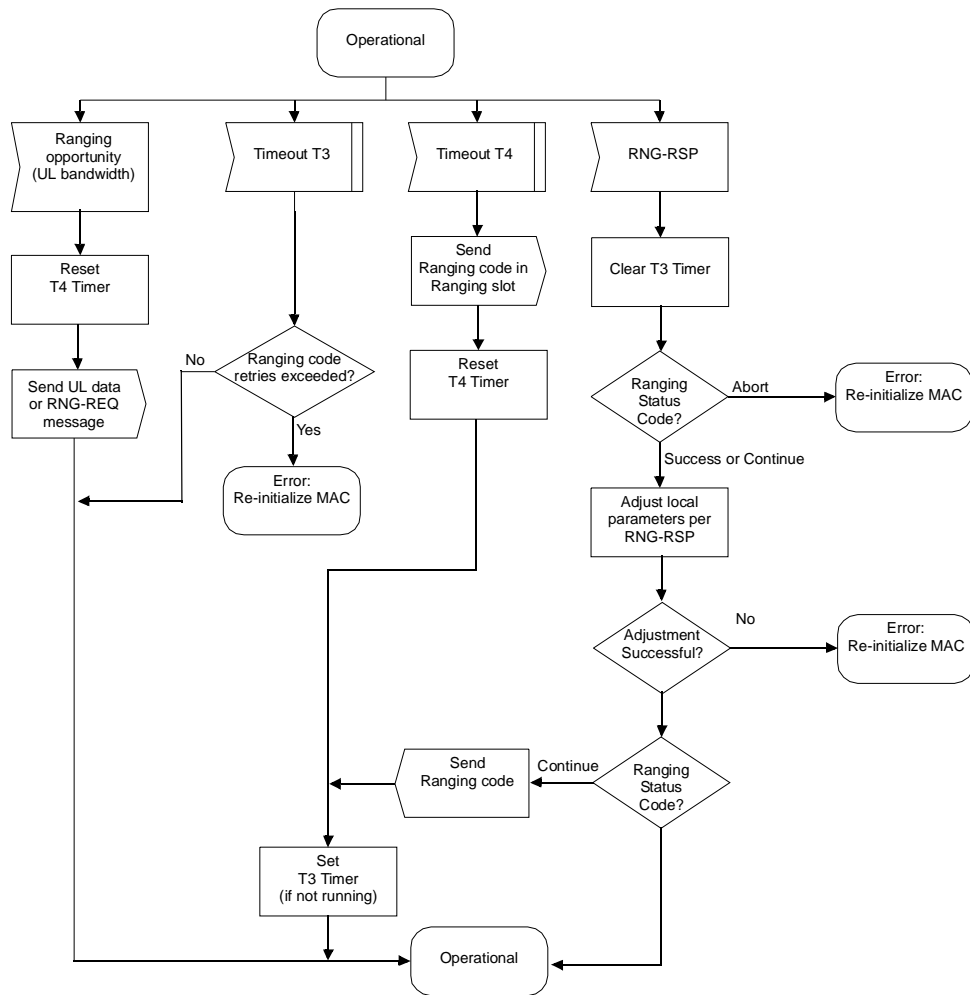 Operational
Ranging
opportunity
(UL bandwidth)
Timeout T3
Timeout T4
RNG-RSP
Reset
T4 Timer
Send
Ranging code in
Ranging slot
Clear T3 Timer
Send UL data
or RNG-REQ
message
No
Ranging code
retries exceeded?
Yes
Error:
Re-initialize MAC
Reset
T4 Timer
Ranging
Status
Code?
Abort
Error:
Re-initialize MAC
Success or Continue
Adjust local
parameters per
RNG-RSP
Adjustment
Successful?
No
Error:
Re-initialize MAC
Ranging
Status
Code?
Continue
Send
Ranging code
Set
T3 Timer
(if not running)
Operational